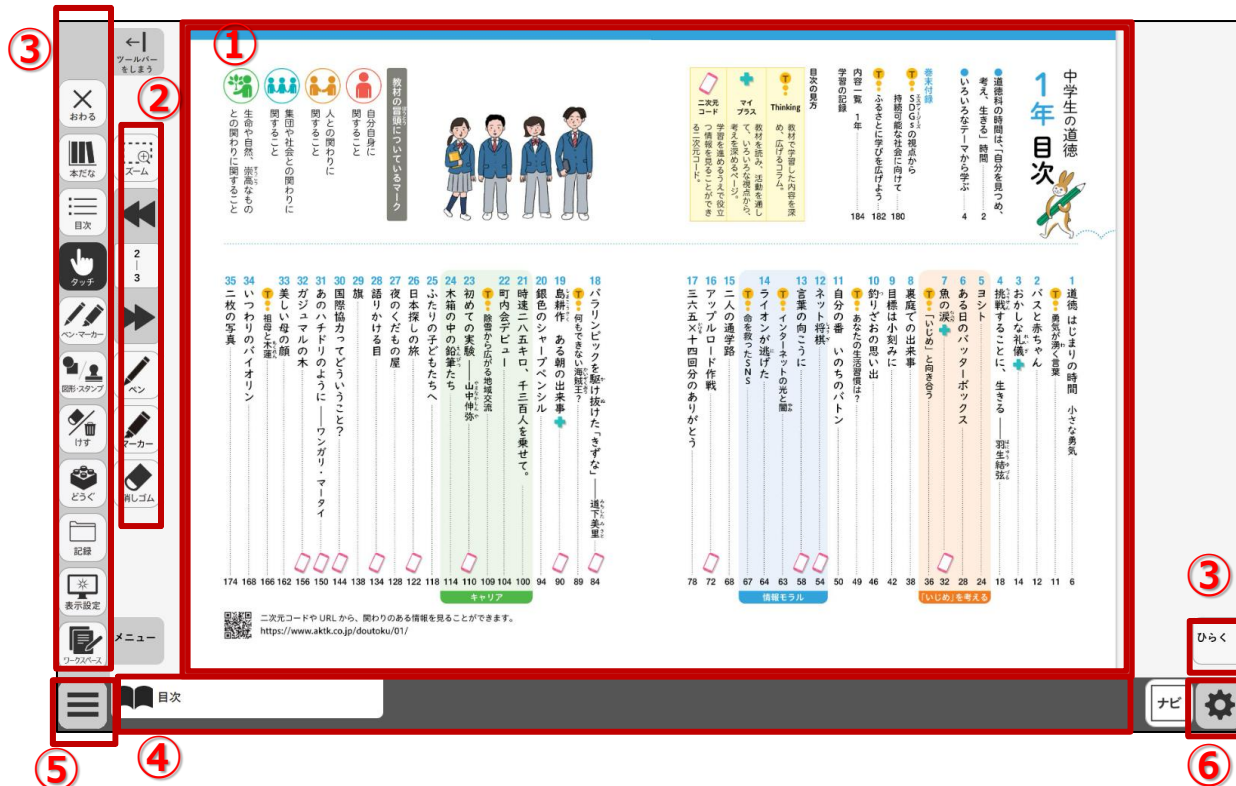 ③
おわる
本だな
目次
タッチ
ペン・マーカー
図形・スタンプ
けす
どうぐ
記録
表示設定
ワークスペース
ツールバー
をしまう
②
ズーム
2
3
ペン
マーカー
消しゴム
メニュー
①
中学生の道徳
1年 目次
●道徳科の時間は、「自分を見つめ、
考え、生きる」時間 2
●いろいろなテーマから学ぶ 4
巻末付録
T SDGsの視点から
持続可能な社会に向けて 180
T ふるさとに学びを広げよう 182
内容一覧 1年 184
学習の記録
目次の見方
T Thinking
教材で学習した内容を深
め、広げるコラム。
マイ
プラス
教材を読み、活動を通し
て、いろいろな視点から、
考えを深めるページ。
二次元
コード
学習を進めるうえで役立
つ情報を見ることができ
る二次元コード。
教材の冒頭についているマーク
自分自身に
関すること
人との関わりに
関すること
集団や社会との関わりに
関すること
生命や自然、崇高なもの
との関わりに関すること
1 道徳 はじまりの時間 小さな勇気 6
T 勇気が湧く言葉 11
2 バスと赤ちゃん 12
3 おかしな礼儀 14
4 挑戦することに、生きる ――羽生結弦 18
5 ヨシト 24
6 ある日のバッターボックス 28
7 魚の涙 32
T 「いじめ」と向き合う 36
「いじめ」を考える
8 裏庭での出来事 38
9 目標は小刻みに 42
10 釣りざおの思い出 46
T あなたの生活習慣は？ 49
11 自分の番 いのちのバトン 50
12 ネット将棋 54
13 言葉の向こうに 58
T インターネットの光と闇 63
14 ライオンが逃げた 64
T 命を救ったSNS 67
情報モラル
15 二人の通学路 68
16 アップルロード作戦 72
17 三六五×十四回分のありがとう 78
18 パラリンピックを駆け抜けた「きずな」――道下美里 84
T 何もできない海賊王？ 89
19 島耕作 ある朝の出来事 90
20 銀色のシャープペンシル 94
21 時速二八五キロ、千三百人を乗せて。 100
22 町内会デビュー 104
T 除雪から広がる地域交流 109
23 初めての実験 ――山中伸弥 110
24 木箱の中の鉛筆たち 114
キャリア
25 ふたりの子どもたちへ 118
26 日本探しの旅 122
27 夜のくだもの屋 128
28 語りかける目 134
29 旗 138
30 国際協力ってどういうこと？ 144
31 あのハチドリのように ――ワンガリ・マータイ 150
32 ガジュマルの木 156
33 美しい母の顔 162
T 祖母と木蓮 166
34 いつわりのバイオリン 168
35 二枚の写真 174
二次元コードや URL から、関わりのある情報を見ることができます。
https://www.aktk.co.jp/doutoku/01/
③
ひらく
目次
ナビ
⑤
④
⑥